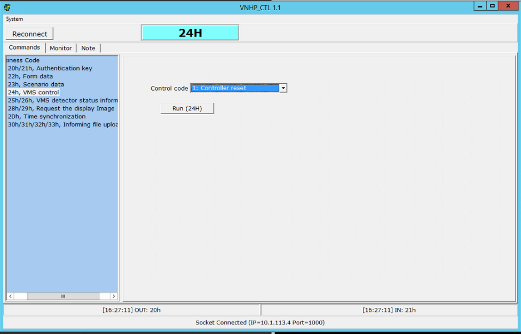 VNHP_CTL 1.1
System
Reconnect
24H
Commands
Monitor
Note
iness Code
20h/21h, Authentication key
22h, Form data
23h, Scenario data
24h, VMS control
25h/26h, VMS detector status inform
28h/29h, Request the display Image
20h, Time synchronization
30h/31h/32h/33h, Informing file uploa
Control code
1: Controller reset
Run (24H)
[16:27:11] OUT: 20h
[16:27:11] IN: 21h
Socket Connected (IP=10.1.113.4 Port=1000)